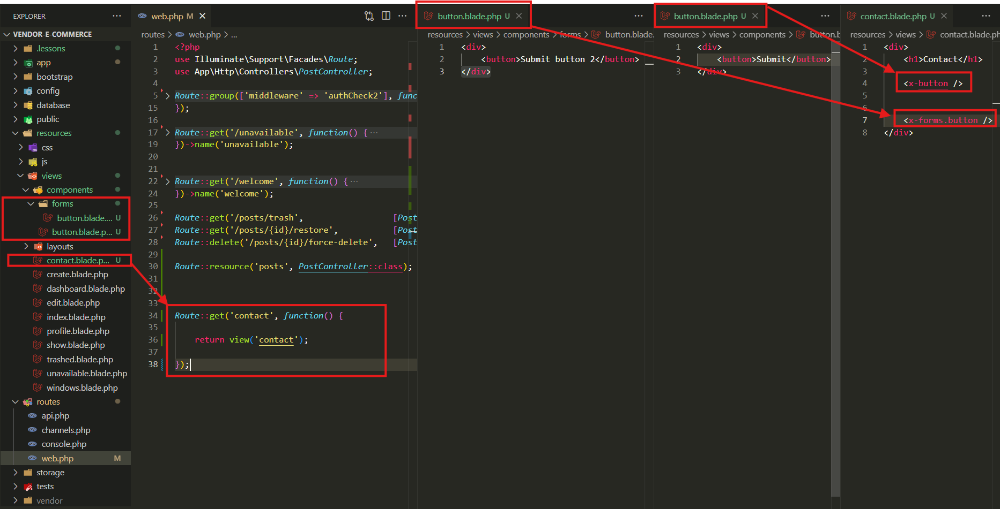 EXPLORER
VENDOR-E-COMMERCE
.lessons
app
bootstrap
config
database
public
resources
css
js
views
components
forms
button.blade.... U
button.blade.p... U
layouts
contact.blade.p... U
create.blade.php
dashboard.blade.php
edit.blade.php
index.blade.php
profile.blade.php
show.blade.php
trashed.blade.php
unavailable.blade.php
windows.blade.php
routes
api.php
channels.php
console.php
web.php M
storage
tests
vendor
web.php M
routes > web.php > ...
1 <?php
2 use Illuminate\Support\Facades\Route;
3 use App\Http\Controllers\PostController;
4
5 Route::group(['middleware' => 'authCheck2'], func
15 });
16
17 Route::get('/unavailable', function() { ...
19 })->name('unavailable');
20
21
22 Route::get('/welcome', function() { ...
24 })->name('welcome');
25
26 Route::get('/posts/trash', [Post
27 Route::get('/posts/{id}/restore', [Post
28 Route::delete('/posts/{id}/force-delete', [Post
29
30 Route::resource('posts', PostController::class);
31
32
33
34 Route::get('contact', function() {
35
36 return view('contact');
37
38 });
button.blade.php U
resources > views > components > forms > button.blade.
1 <div>
2 <button>Submit button 2</button>
3 </div>
button.blade.php U
resources > views > components > button.b
1 <div>
2 <button>Submit</button>
3 </div>
contact.blade.php U
resources > views > contact.blade.ph
1 <div>
2 <h1>Contact</h1>
3
4 <x-button />
5
6
7 <x-forms.button />
8 </div>